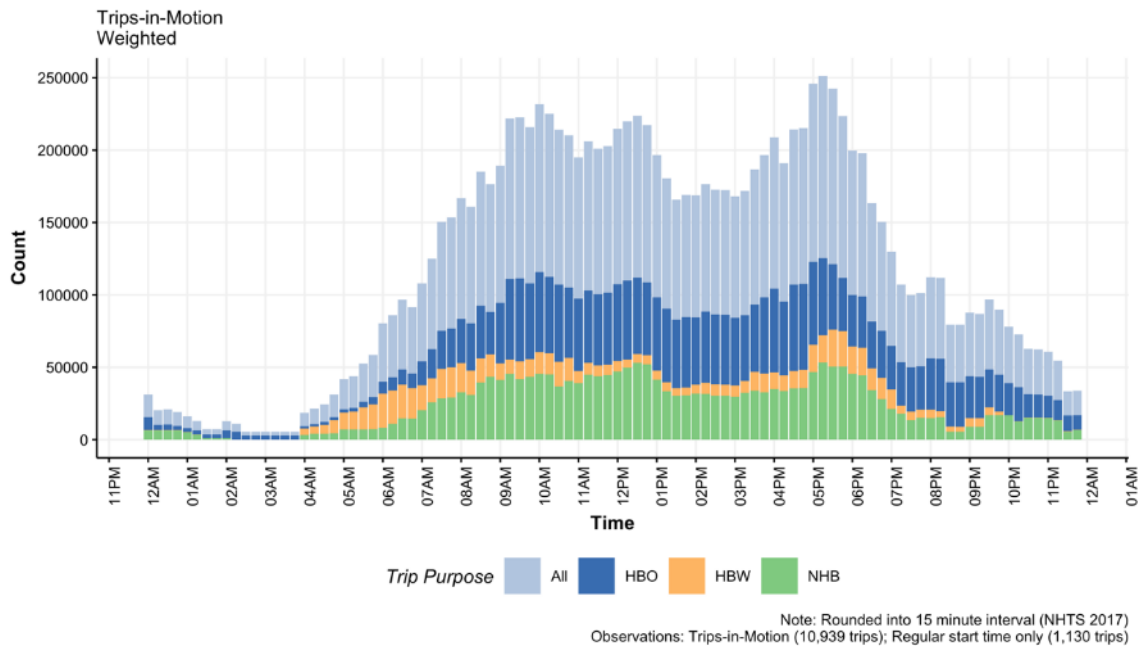 Trips-in-Motion
Weighted
250000
200000
150000
100000
50000
0
Count
11PM 12AM 01AM 02AM 03AM 04AM 05AM 06AM 07AM 08AM 09AM 10AM 11AM 12PM 01PM 02PM 03PM 04PM 05PM 06PM 07PM 08PM 09PM 10PM 11PM 12AM 01AM
Time
Trip Purpose All HBO HBW NHB
Note: Rounded into 15 minute interval (NHTS 2017)
Observations: Trips-in-Motion (10,939 trips); Regular start time only (1,130 trips)